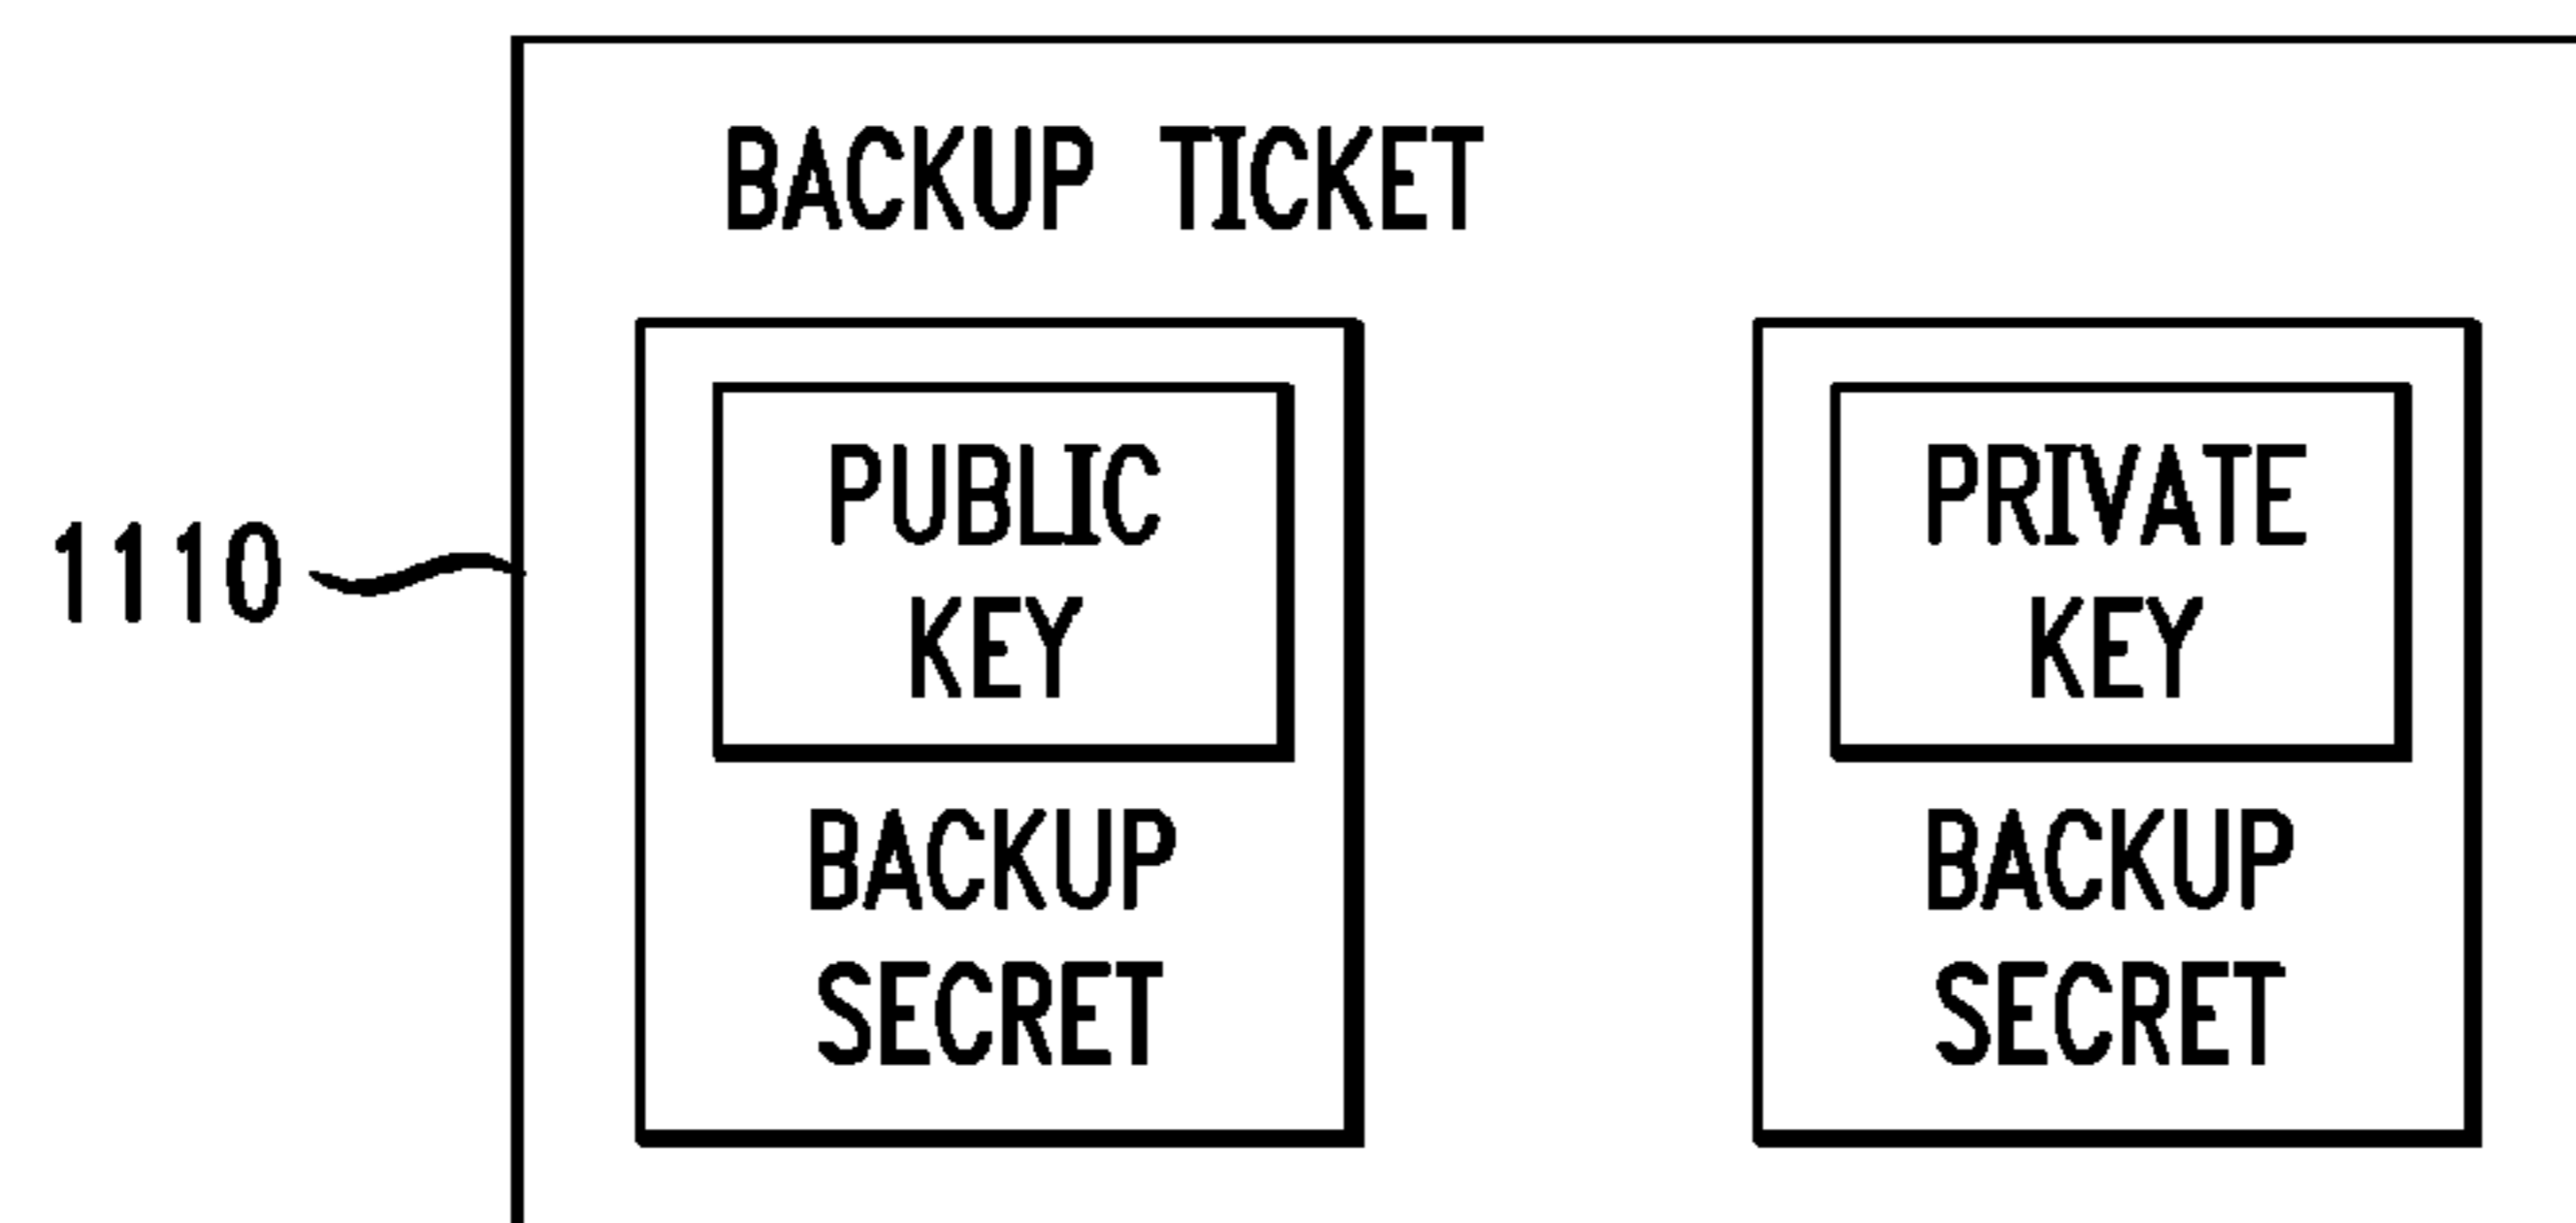 BACKUP TICKET
1110
PUBLIC
KEY
BACKUP
SECRET
PRIVATE
KEY
BACKUP
SECRET